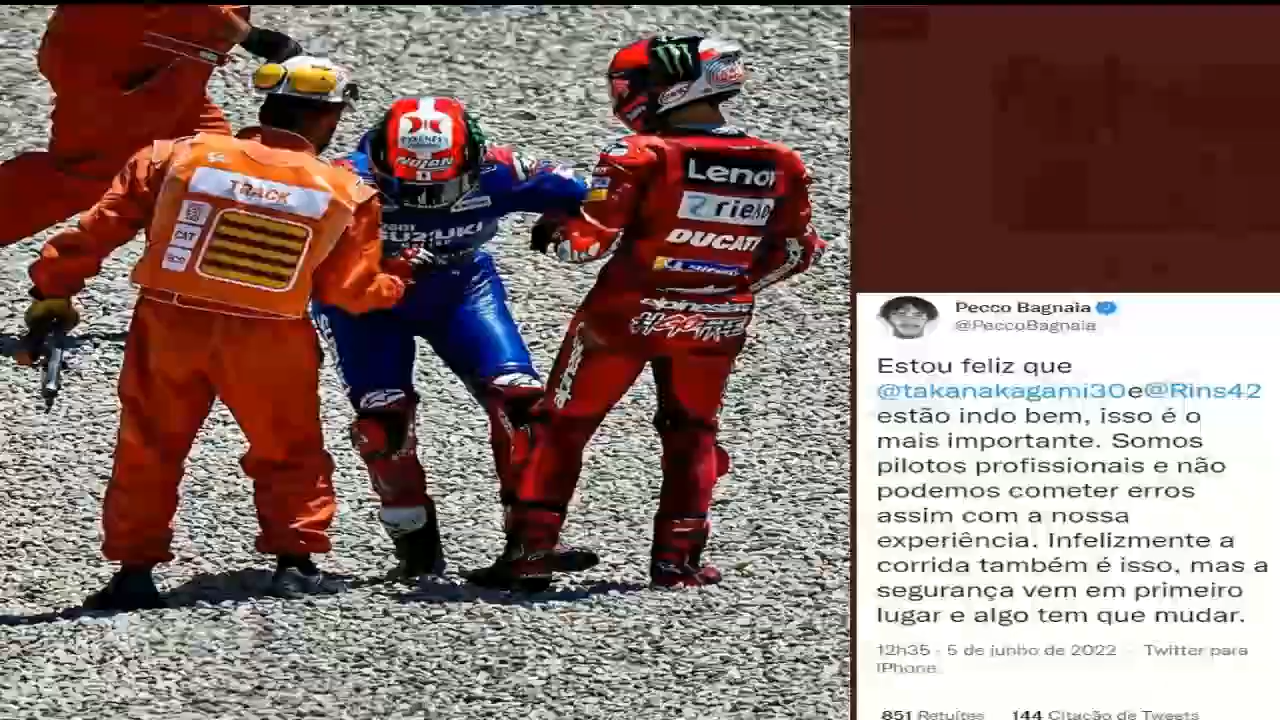 TRACK
CAT
NOLAN
SUZUKI
Lenovo
DUCATI
Pecco Bagnaia
@PeccoBagnaia
Estou feliz que
@takanakagami30e@Rins42
estão indo bem, isso é o
mais importante. Somos
pilotos profissionais e não
podemos cometer erros
assim com a nossa
experiência. Infelizmente a
corrida também é isso, mas a
segurança vem em primeiro
lugar e algo tem que mudar.
12h35 · 5 de junho de 2022 · Twitter para
iPhone
851 Retuítes 144 Citação de Tweets